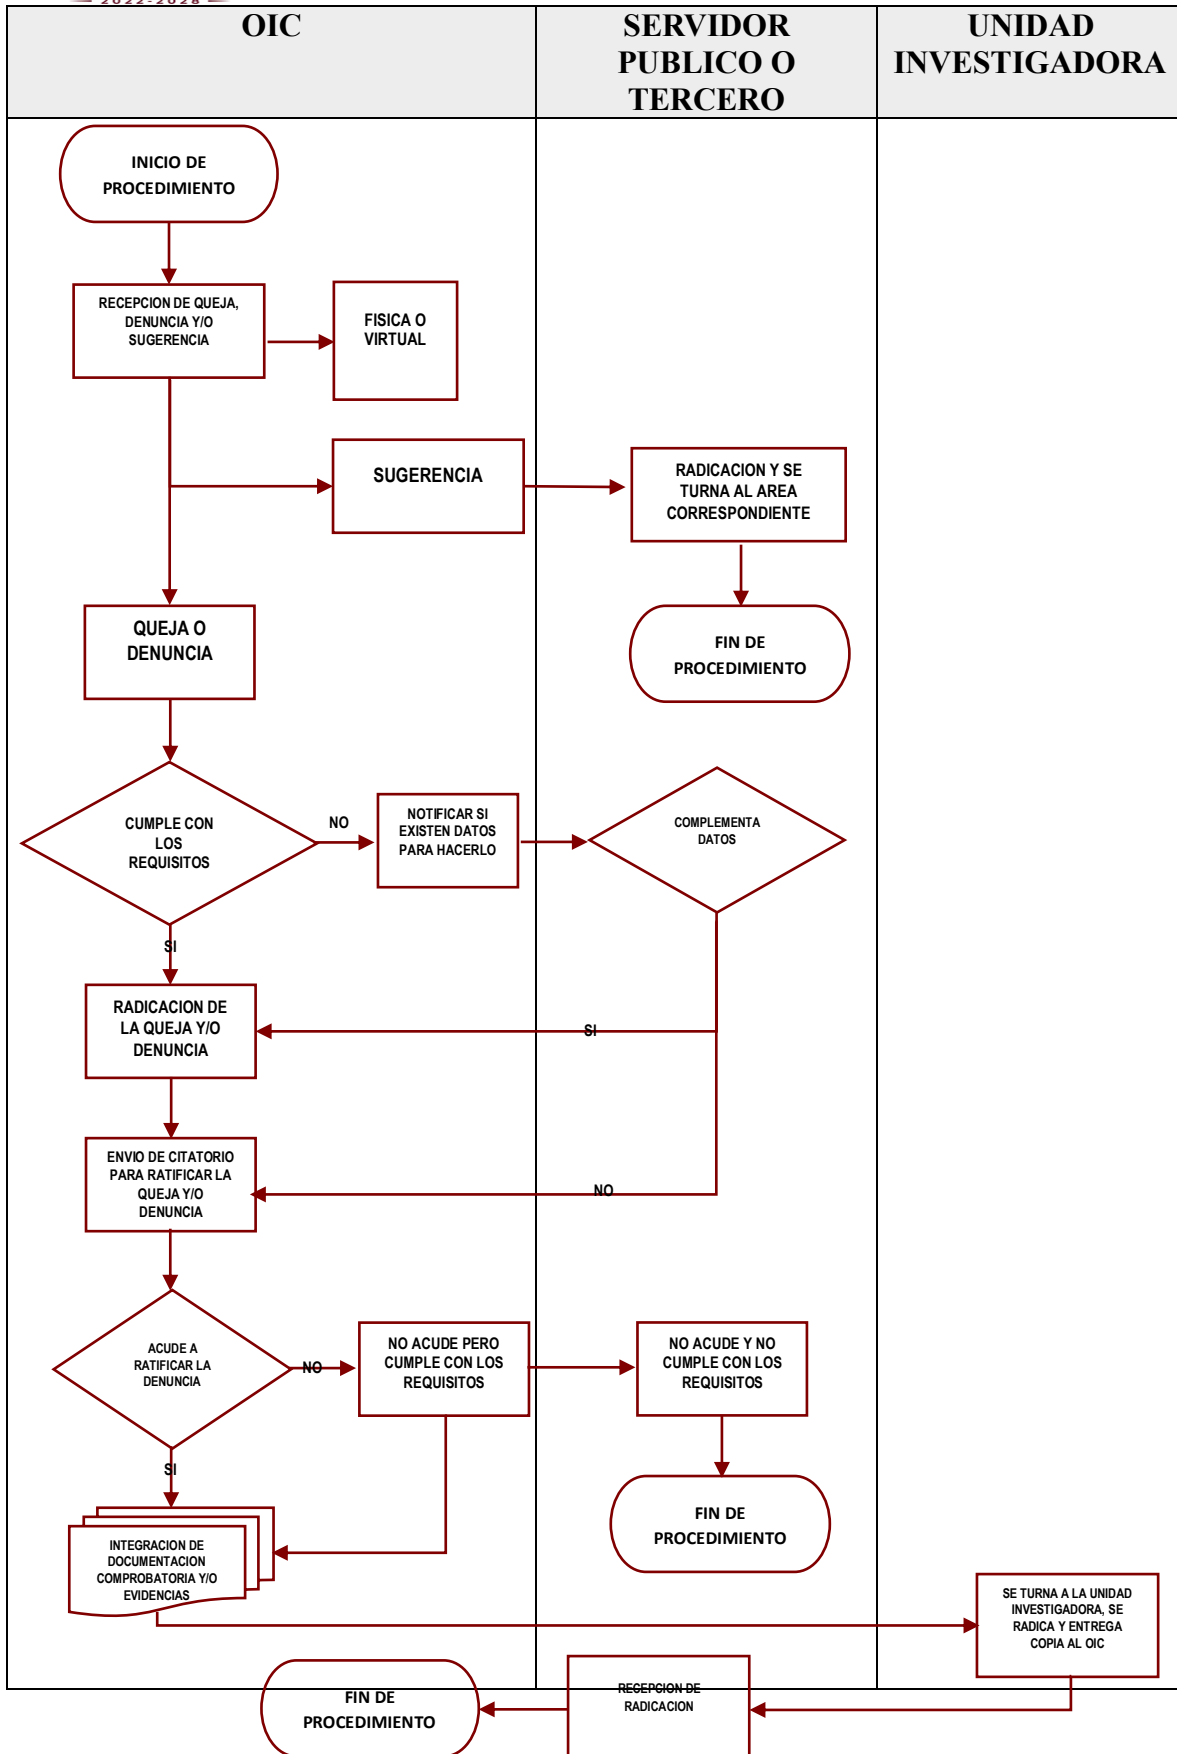 2022-2028
OIC
SERVIDOR
PUBLICO O
TERCERO
UNIDAD
INVESTIGADORA
INICIO DE
PROCEDIMIENTO
RECEPCION DE QUEJA,
DENUNCIA Y/O
SUGERENCIA
FISICA O
VIRTUAL
SUGERENCIA
RADICACION Y SE
TURNA AL AREA
CORRESPONDIENTE
QUEJA O
DENUNCIA
FIN DE
PROCEDIMIENTO
CUMPLE CON
LOS
REQUISITOS
NO
NOTIFICAR SI
EXISTEN DATOS
PARA HACERLO
COMPLEMENTA
DATOS
SI
RADICACION DE
LA QUEJA Y/O
DENUNCIA
SI
ENVIO DE CITATORIO
PARA RATIFICAR LA
QUEJA Y/O
DENUNCIA
NO
ACUDE A
RATIFICAR LA
DENUNCIA
NO
NO ACUDE PERO
CUMPLE CON LOS
REQUISITOS
NO ACUDE Y NO
CUMPLE CON LOS
REQUISITOS
SI
FIN DE
PROCEDIMIENTO
INTEGRACION DE
DOCUMENTACION
COMPROBATORIA Y/O
EVIDENCIAS
SE TURNA A LA UNIDAD
INVESTIGADORA, SE
RADICA Y ENTREGA
COPIA AL OIC
RECEPCION DE
RADICACION
FIN DE
PROCEDIMIENTO